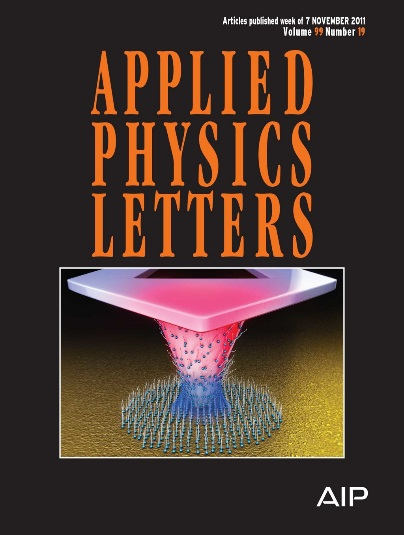 Articles published week of 7 NOVEMBER 2011
Volume 99 Number 19
APPLIED
PHYSICS
LETTERS
AIP